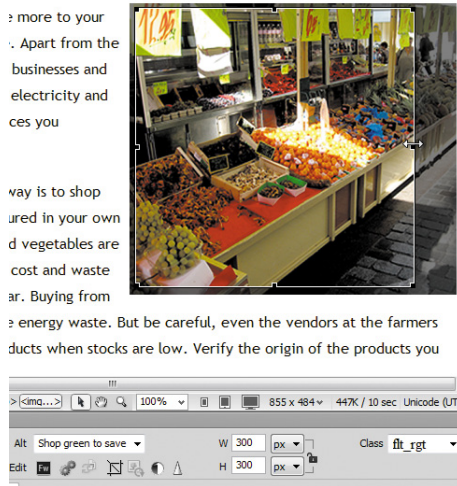 e more to your
. Apart from the
businesses and
electricity and
ces you
way is to shop
ured in your own
d vegetables are
cost and waste
ar. Buying from
e energy waste. But be careful, even the vendors at the farmers
ducts when stocks are low. Verify the origin of the products you
17.95
> <img...> 100% 855 x 484 447K / 10 sec Unicode (UT
Alt Shop green to save W 300 px Class flt_rgt
Edit Fw H 300 px